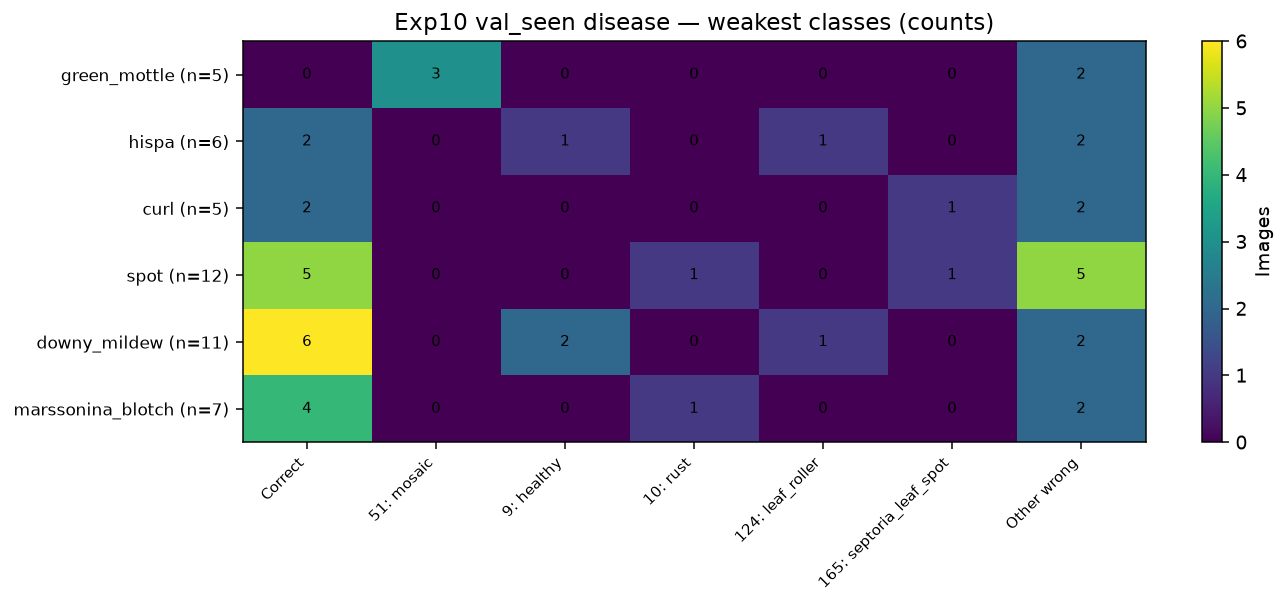 Exp10 val_seen disease — weakest classes (counts)
green_mottle (n=5) 0 3 0 0 0 0 2
hispa (n=6) 2 0 1 0 1 0 2
curl (n=5) 2 0 0 0 0 1 2
spot (n=12) 5 0 0 1 0 1 5
downy_mildew (n=11) 6 0 2 0 1 0 2
marssonina_blotch (n=7) 4 0 0 1 0 0 2
Correct
51: mosaic
9: healthy
10: rust
124: leaf_roller
165: septoria_leaf_spot
Other wrong
6
5
4
3
2
1
0
Images